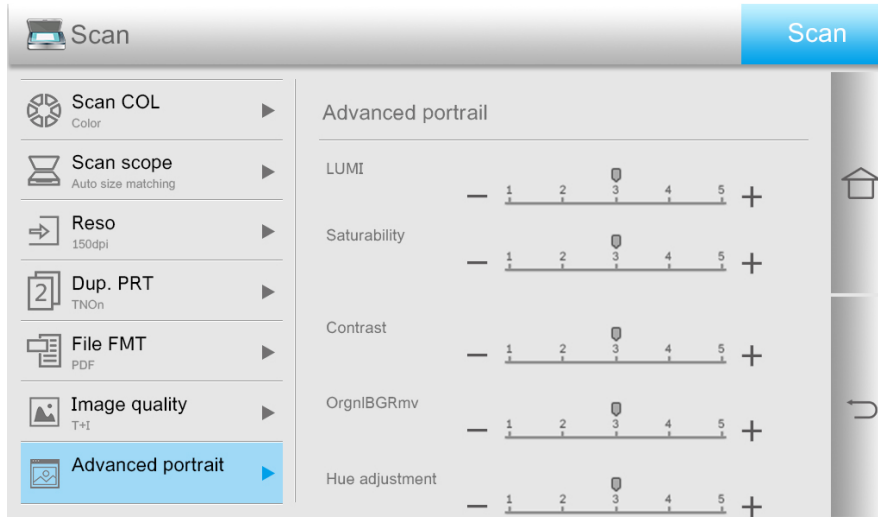 Scan
Scan
Scan COL
Color
Scan scope
Auto size matching
Reso
150dpi
2
Dup. PRT
TNOn
File FMT
PDF
Image quality
T+I
Advanced portrait
Advanced portrail
LUMI
1 2 3 4 5
Saturability
1 2 3 4 5
Contrast
1 2 3 4 5
OrgnlBGRmv
1 2 3 4 5
Hue adjustment
1 2 3 4 5